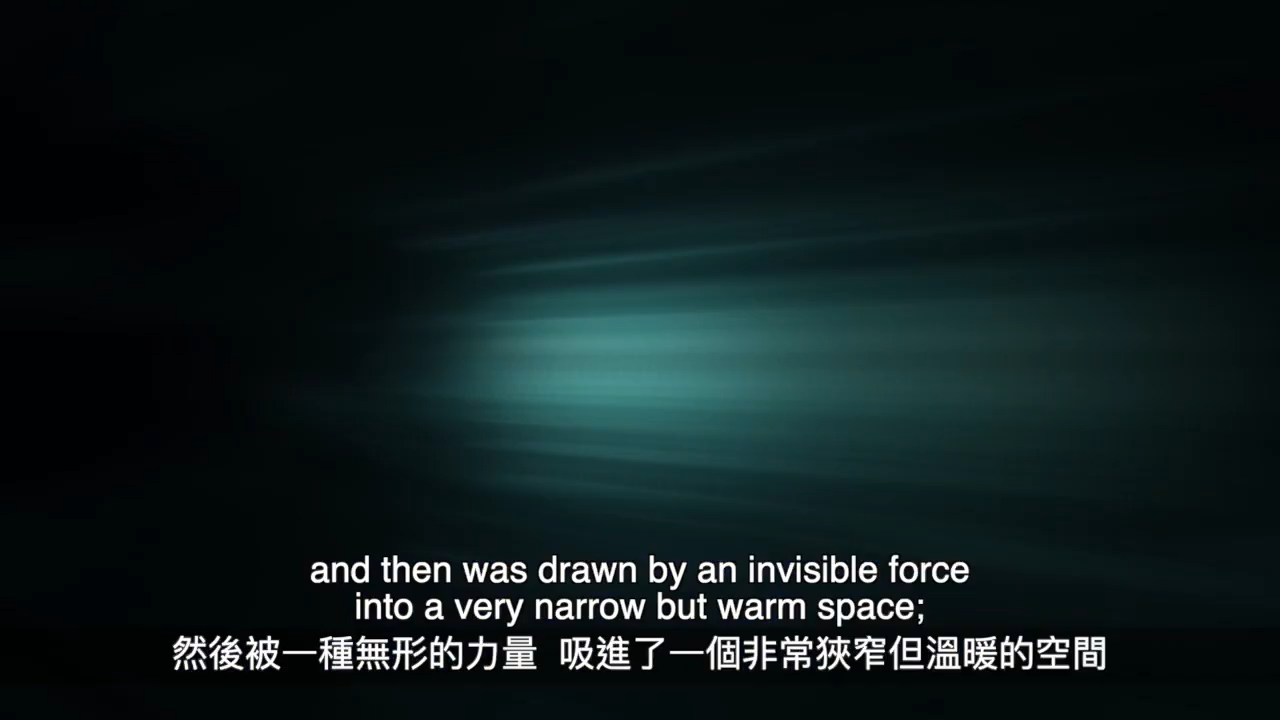 and then was drawn by an invisible force
into a very narrow but warm space;
然後被一種無形的力量 吸進了一個非常狹窄但溫暖的空間